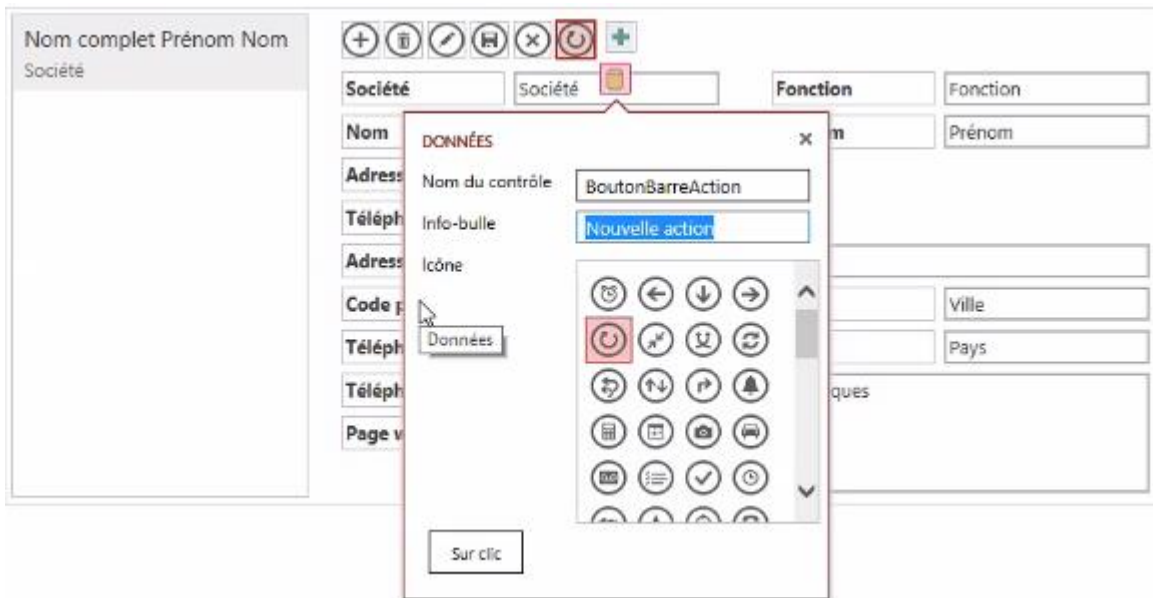 Nom complet Prénom Nom
Société
Société
Société
Fonction
Fonction
Nom
m
Prénom
Adress
Téléph
Adress
Code p
Ville
Téléph
Pays
Téléph
ques
Page w
DONNÉES
Nom du contrôle
BoutonBarreAction
Info-bulle
Nouvelle action
Icône
Données
Sur clic